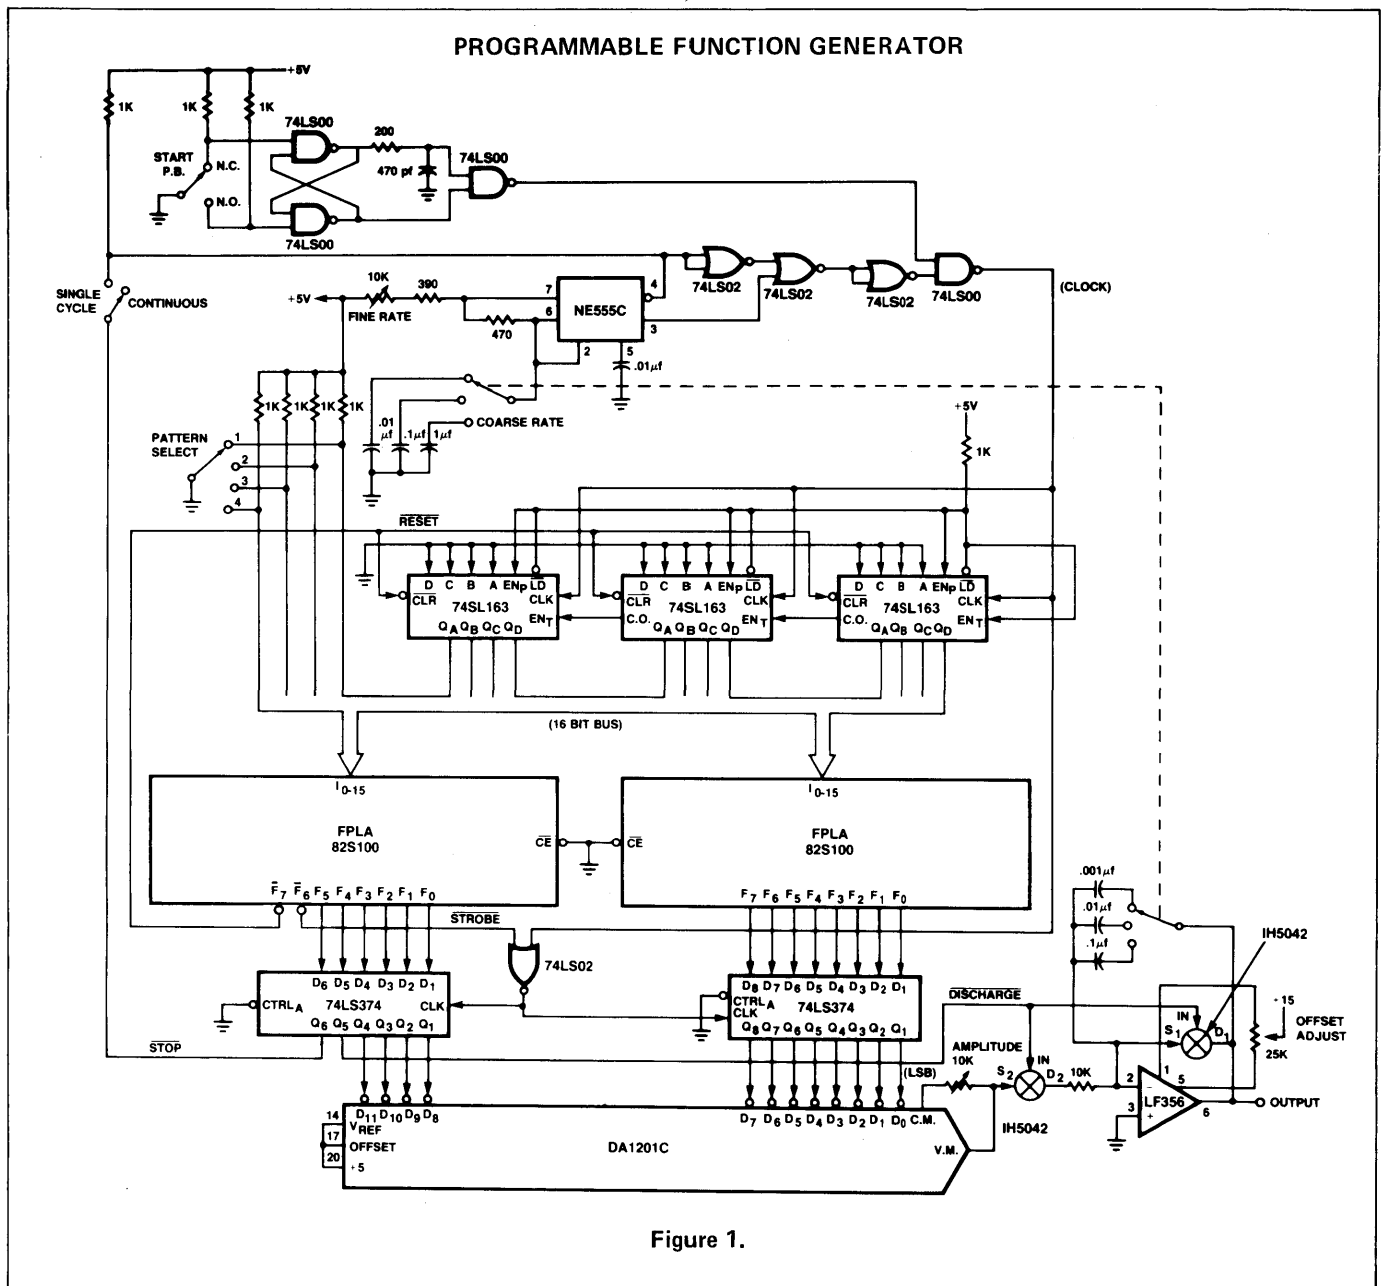 PROGRAMMABLE FUNCTION GENERATOR
+5V
1K 1K 1K
74LS00
200
START P.B.
N.C.
470 pf
74LS00
N.O.
74LS00
74LS02 74LS02 74LS02 74LS00
(CLOCK)
SINGLE CYCLE
CONTINUOUS
+5V
10K
FINE RATE
390
470
7 6 2 5 4 3
NE555C
.01µf
1K 1K 1K 1K
PATTERN SELECT
1
2
3
4
.01 µf .1µf 1µf
COARSE RATE
+5V
1K
RESET
D C B A ENP LD
CLR 74SL163 CLK
QA QB QC QD ENT
D C B A ENP LD
CLR 74SL163 CLK
C.O. QA QB QC QD ENT
D C B A ENP LD
CLR 74SL163 CLK
C.O. QA QB QC QD ENT
(16 BIT BUS)
I0-15
FPLA
82S100
CE
F7 F6 F5 F4 F3 F2 F1 F0
I0-15
FPLA
82S100
CE
F7 F6 F5 F4 F3 F2 F1 F0
STROBE
74LS02
D6 D5 D4 D3 D2 D1
CTRLA 74LS374 CLK
Q6 Q5 Q4 Q3 Q2 Q1
D8 D7 D6 D5 D4 D3 D2 D1
CTRLA
CLK 74LS374
Q8 Q7 Q6 Q5 Q4 Q3 Q2 Q1
STOP
DISCHARGE
(LSB)
AMPLITUDE
10K
S2 IN D2
10K
IH5042
.001µf
.01µf
.1µf
IH5042
IN
S1 D1
-15
OFFSET ADJUST
25K
1 2 3 5 6
- +
LF356
OUTPUT
14 VREF
17 OFFSET
20 +5
D11 D10 D9 D8
D7 D6 D5 D4 D3 D2 D1 D0 C.M.
DA1201C
V.M.
Figure 1.